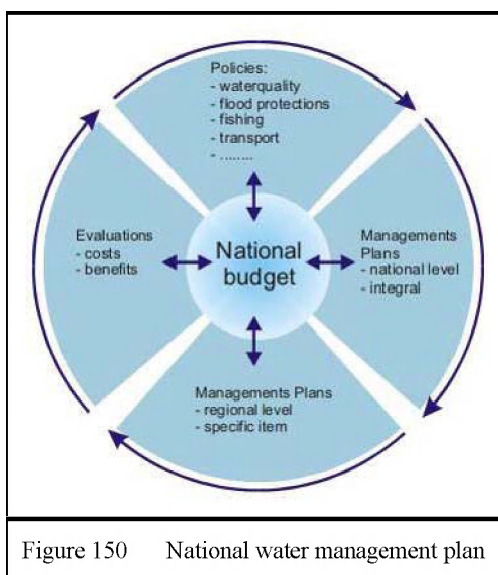 Policies:
- waterquality
- flood protections
- fishing
- transport
- ........
Evaluations
- costs
- benefits
National
budget
Managements
Plains
- national level
- integral
Managements Plans
- regional level
- specific item
Figure 150 National water management plan